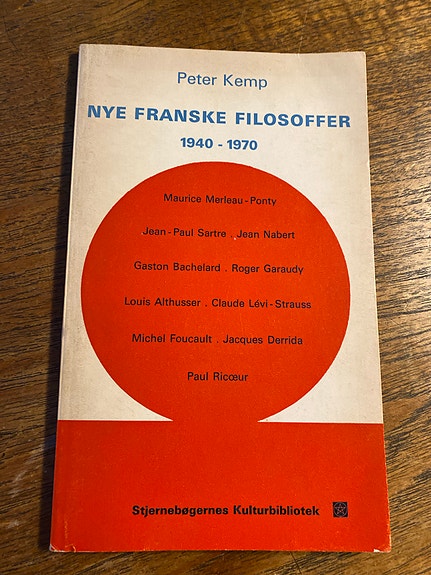 Peter Kemp
NYE FRANSKE FILOSOFFER
1940 - 1970
Maurice Merleau-Ponty
Jean-Paul Sartre . Jean Nabert
Gaston Bachelard . Roger Garaudy
Louis Althusser . Claude Lévi-Strauss
Michel Foucault . Jacques Derrida
Paul Ricœur
Stjernebøgernes Kulturbibliotek